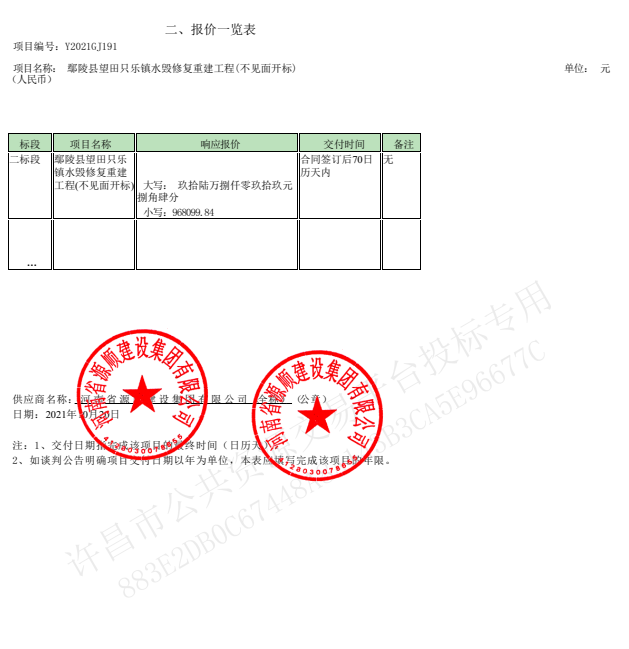 二、报价一览表
项目编号: Y2021GJ191
项目名称: 鄢陵县望田只乐镇水毁修复重建工程(不见面开标) 单位: 元
(人民币)
标段 项目名称 响应报价 交付时间 备注
二标段 鄢陵县望田只乐镇水毁修复重建工程(不见面开标) 大写: 玖拾陆万捌仟零玖拾玖元捌角肆分 小写: 968099.84 合同签订后70日历天内 无
…
供应商名称: 河南省源顺建设集团有限公司(全称) (公章)
日期: 2021年10月20日
注: 1、交付日期指完成该项目的最终时间(日历天)
2、如谈判公告明确项目交付日期以年为单位, 本表应填写完成该项目的年限。
河南省源顺建设集团有限公司
河南省源顺建设集团有限公司
许昌市公共资源交易平台投标专用